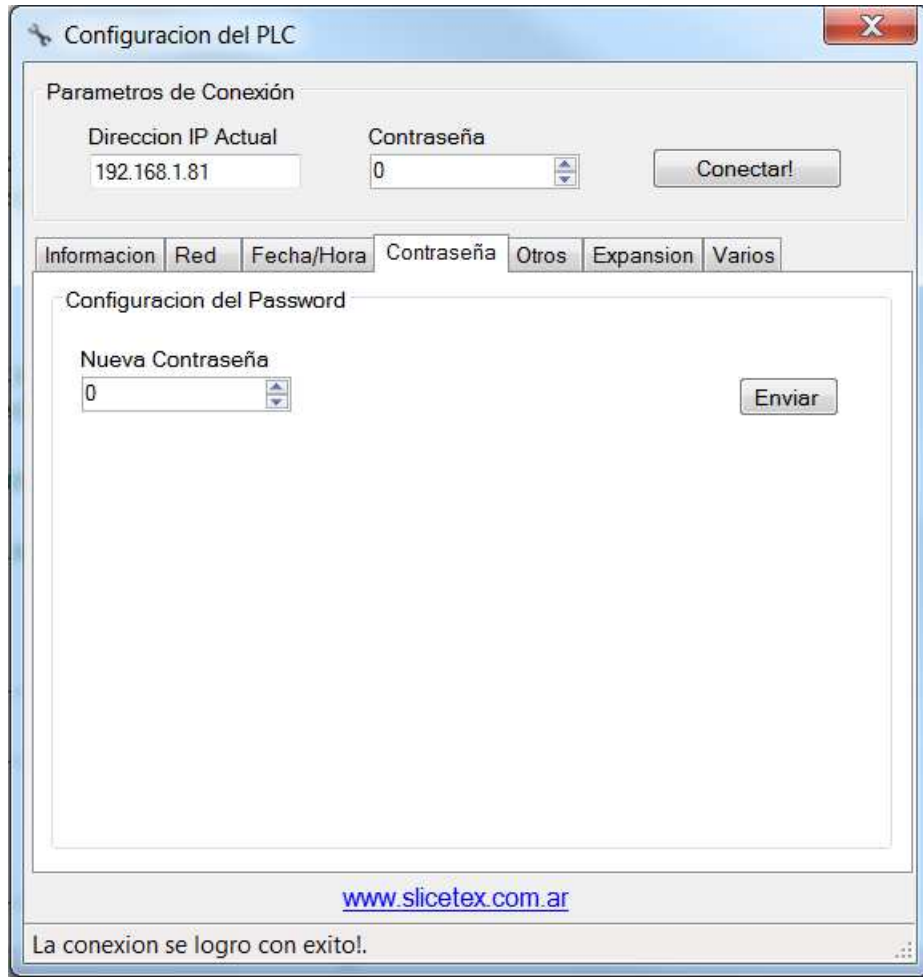 Configuracion del PLC
X
Parametros de Conexión
Direccion IP Actual Contraseña
192.168.1.81 0 Conectar!
Informacion Red Fecha/Hora Contraseña Otros Expansion Varios
Configuracion del Password
Nueva Contraseña
0 Enviar
www.slicetex.com.ar
La conexion se logro con exito!.